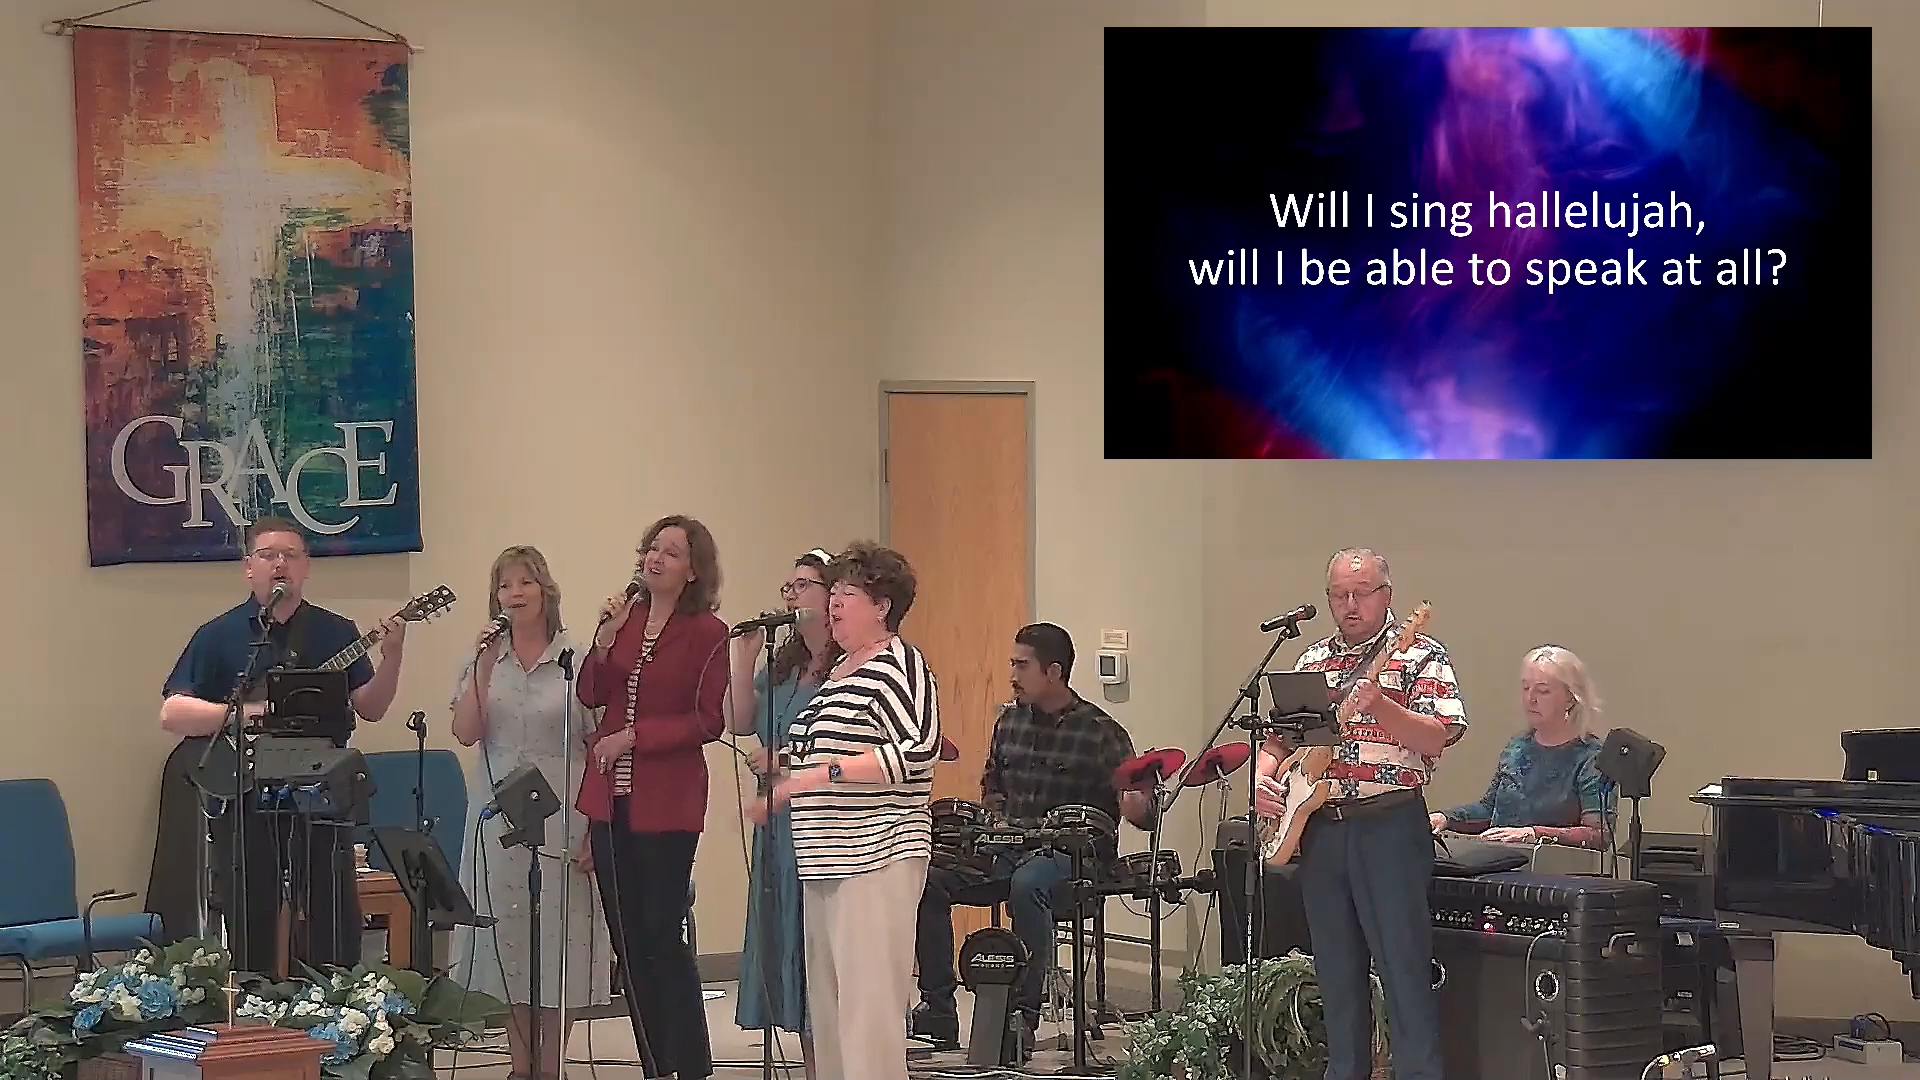 GRACE
Will I sing hallelujah,
will I be able to speak at all?
ALESIS
ALESIS